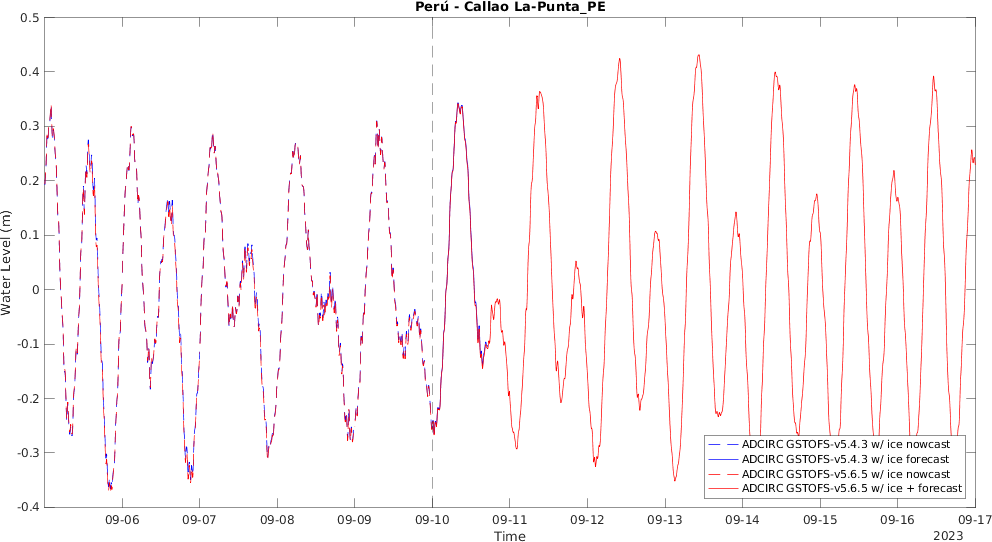 Perú - Callao La-Punta_PE
0.5
0.4
0.3
0.2
0.1
0
-0.1
-0.2
-0.3
-0.4
Water Level (m)
ADCIRC GSTOFS-v5.4.3 w/ ice nowcast
ADCIRC GSTOFS-v5.4.3 w/ ice forecast
ADCIRC GSTOFS-v5.6.5 w/ ice nowcast
ADCIRC GSTOFS-v5.6.5 w/ ice + forecast
09-06 09-07 09-08 09-09 09-10 09-11 09-12 09-13 09-14 09-15 09-16 09-17
Time
2023